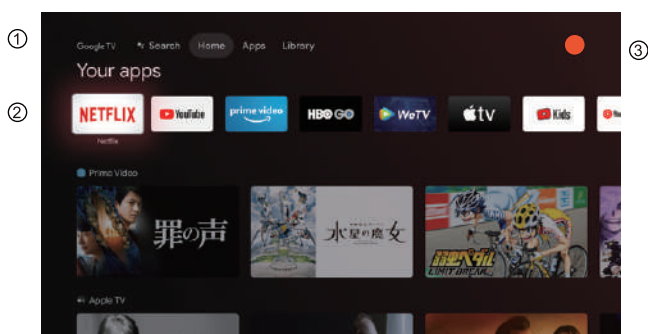 ①
Google TV Search Home Apps Library
③
Your apps
②
NETFLIX YouTube prime video HBO GO WeTV tv Kids
Netflix
Prime Video
罪の声
水星の魔女
弱虫ペダル
LIMIT BREAK
Apple TV